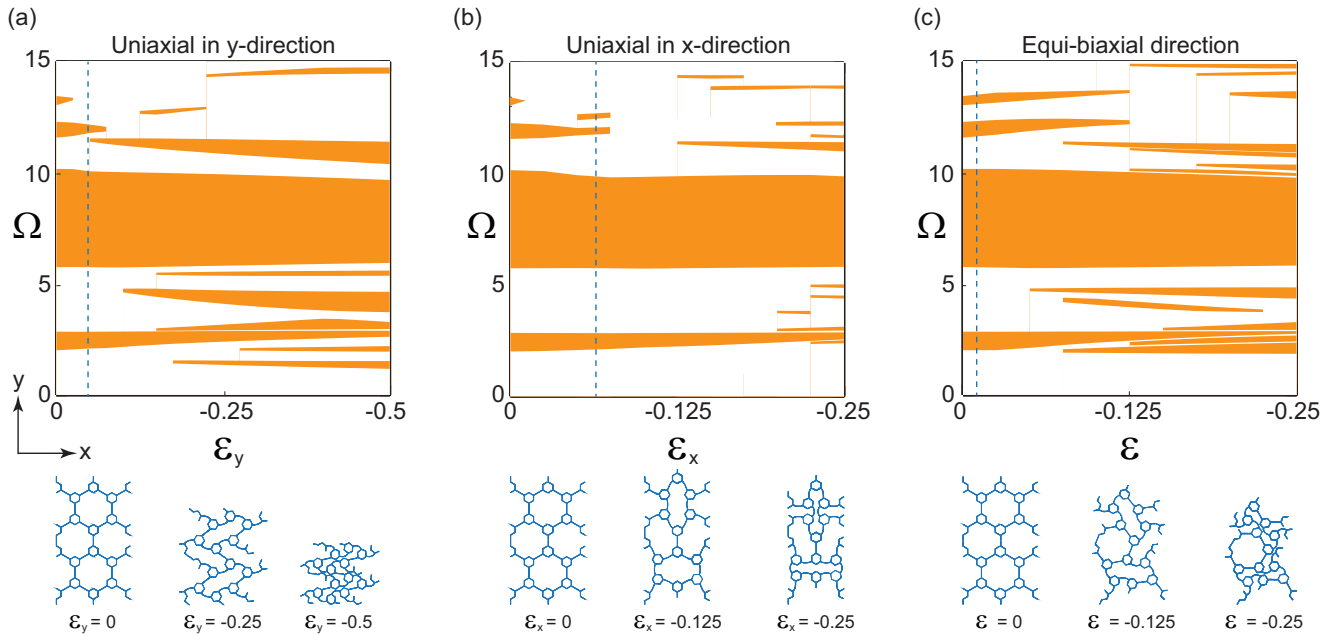 (a)
Uniaxial in y-direction
15
10
Ω
5
0
0 -0.25 -0.5
εy
y
x
εy = 0 εy = -0.25 εy = -0.5
(b)
Uniaxial in x-direction
15
10
Ω
5
0
0 -0.125 -0.25
εx
εx = 0 εx = -0.125 εx = -0.25
(c)
Equi-biaxial direction
15
10
Ω
5
0
0 -0.125 -0.25
ε
ε = 0 ε = -0.125 ε = -0.25